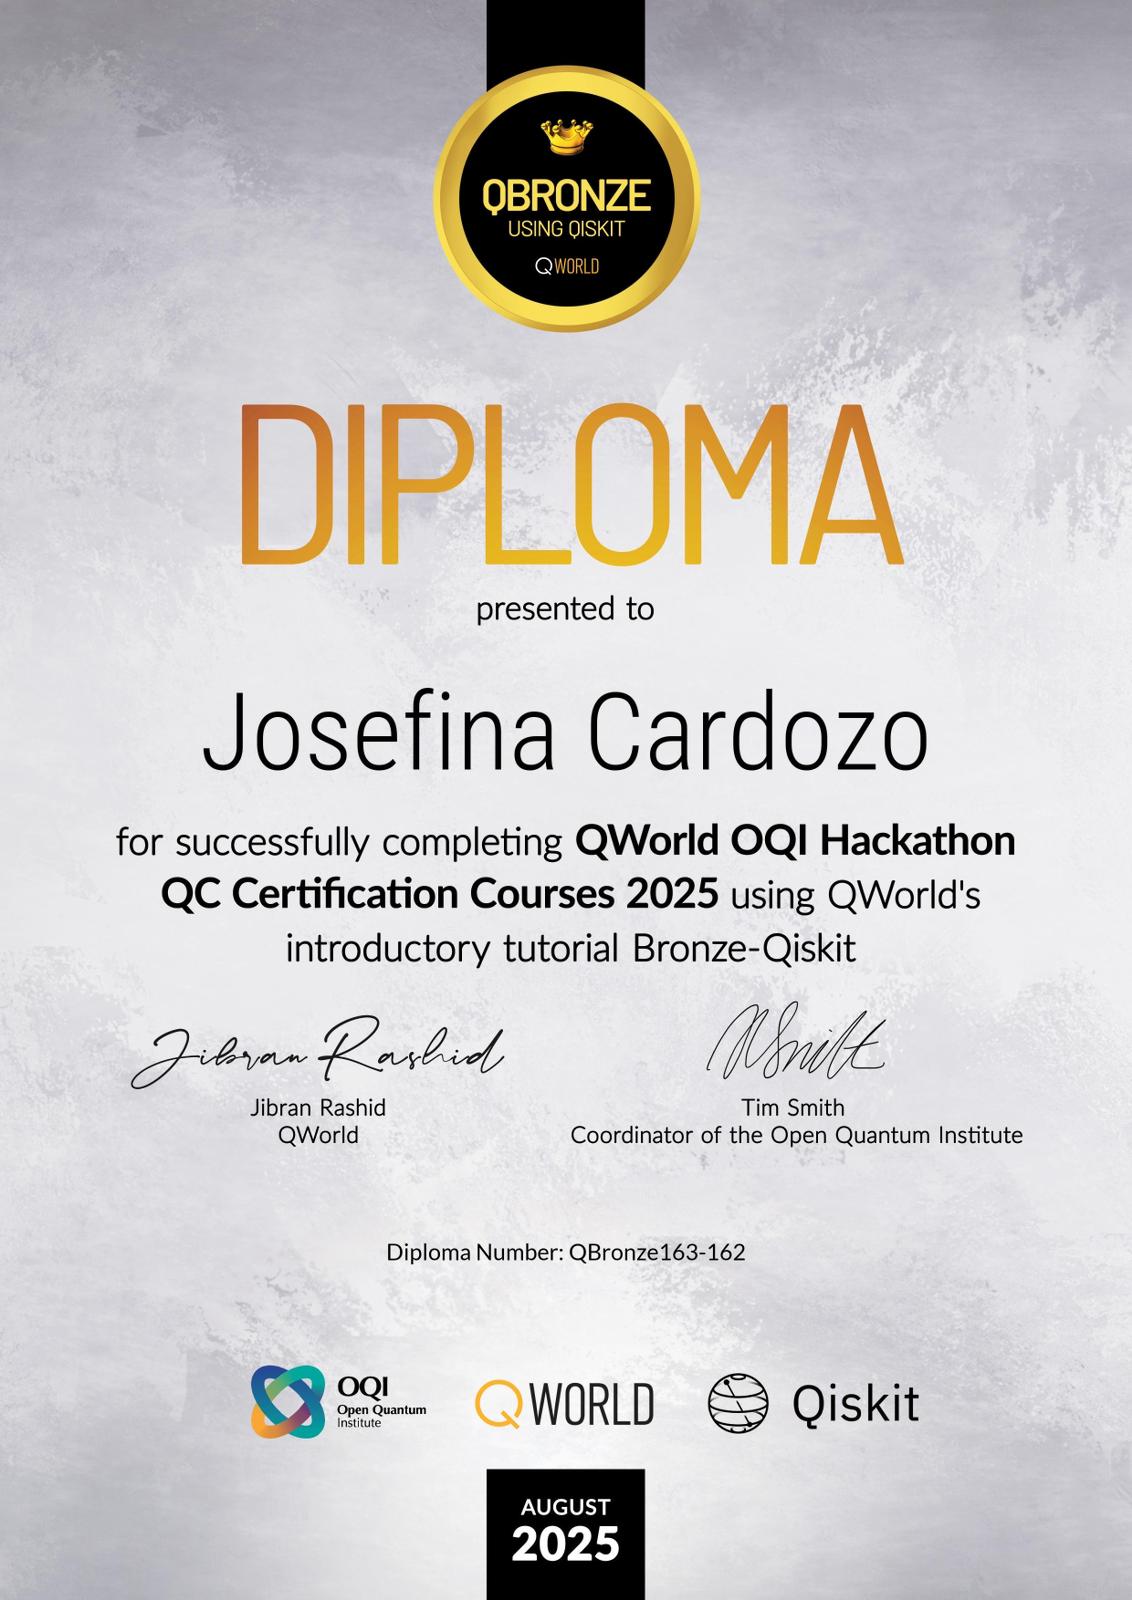 QBRONZE
USING QISKIT
QWORLD
DIPLOMA
presented to
Josefina Cardozo
for successfully completing QWorld OQI Hackathon
QC Certification Courses 2025 using QWorld's
introductory tutorial Bronze-Qiskit
Jibran Rashid
Jibran Rashid
QWorld
Tim Smith
Coordinator of the Open Quantum Institute
Diploma Number: QBronze163-162
OQI
Open Quantum
Institute
QWORLD
Qiskit
AUGUST
2025